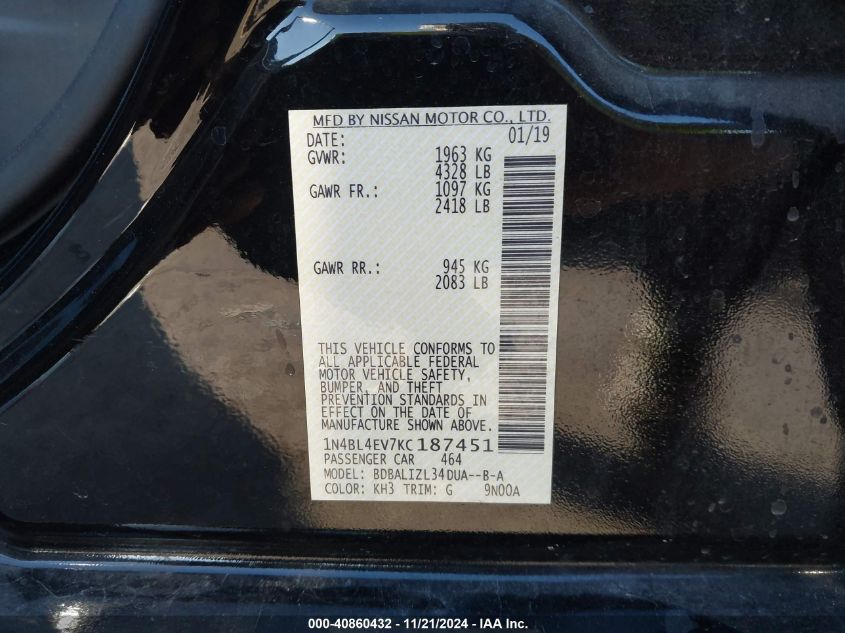 MFD BY NISSAN MOTOR CO., LTD.
DATE: 01/19
GVWR: 1963 KG
4328 LB
GAWR FR.: 1097 KG
2418 LB
GAWR RR.: 945 KG
2083 LB
THIS VEHICLE CONFORMS TO
ALL APPLICABLE FEDERAL
MOTOR VEHICLE SAFETY,
BUMPER, AND THEFT
PREVENTION STANDARDS IN
EFFECT ON THE DATE OF
MANUFACTURE SHOWN ABOVE.
1N4BL4EV7KC187451
PASSENGER CAR 464
MODEL: BDBALIZL34DUA--B-A
COLOR: KH3 TRIM: G 9N00A
000-40860432 - 11/21/2024 - IAA Inc.